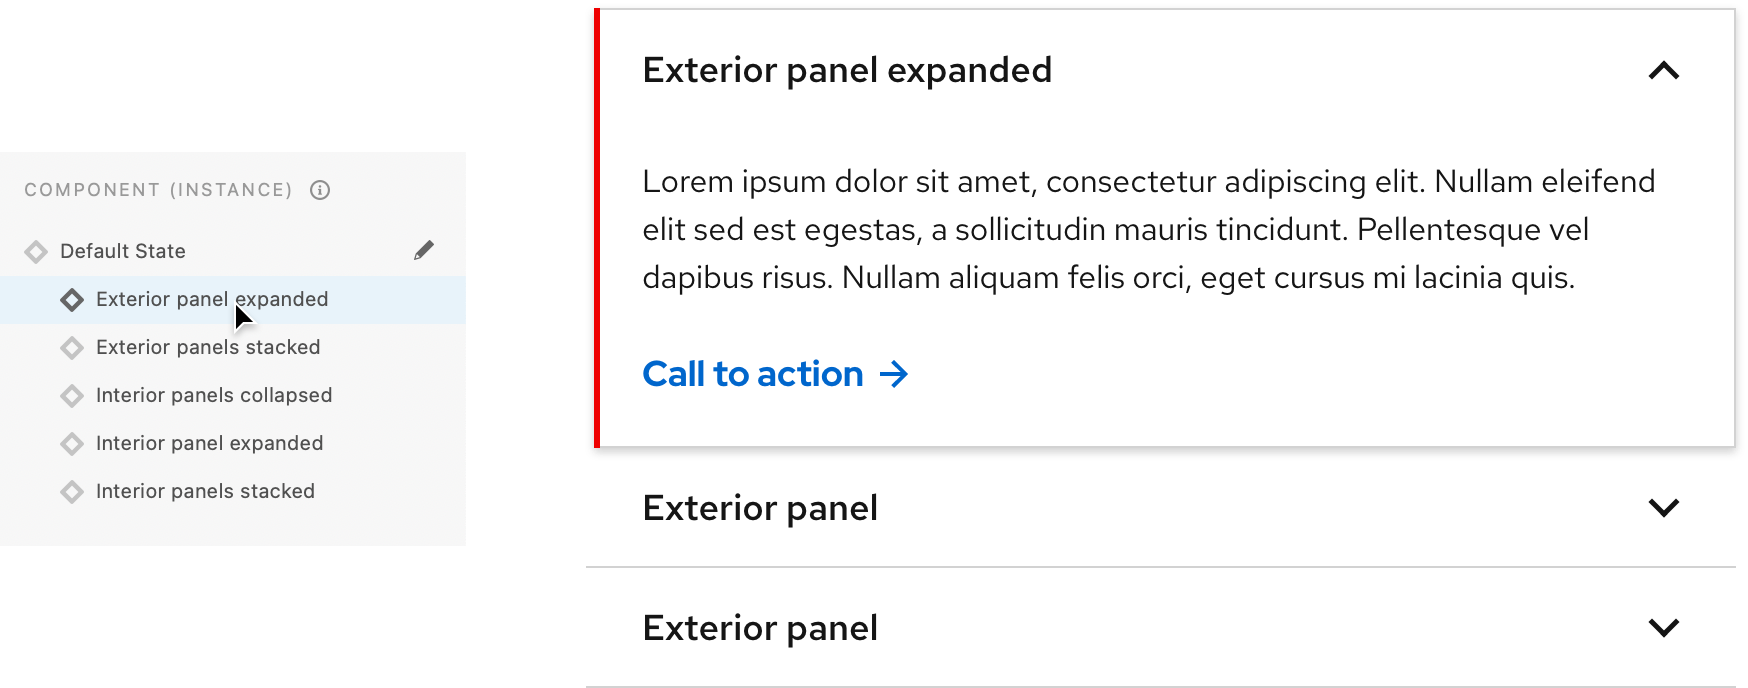 COMPONENT (INSTANCE)
Default State
Exterior panel expanded
Exterior panels stacked
Interior panels collapsed
Interior panel expanded
Interior panels stacked
Exterior panel expanded
Lorem ipsum dolor sit amet, consectetur adipiscing elit. Nullam eleifend
elit sed est egestas, a sollicitudin mauris tincidunt. Pellentesque vel
dapibus risus. Nullam aliquam felis orci, eget cursus mi lacinia quis.
Call to action
Exterior panel
Exterior panel